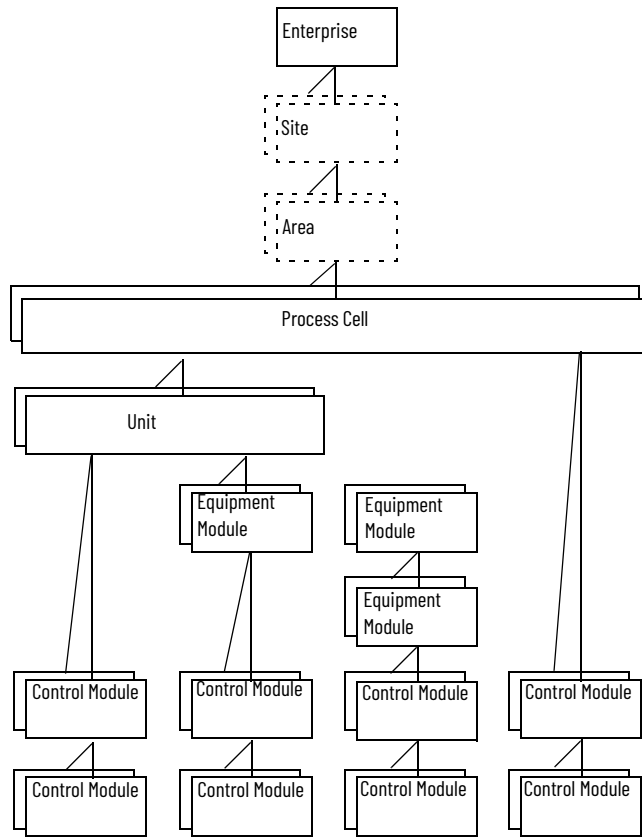 Enterprise
Site
Area
Process Cell
Unit
Equipment
Module
Equipment
Module
Equipment
Module
Control Module
Control Module
Control Module
Control Module
Control Module
Control Module
Control Module
Control Module